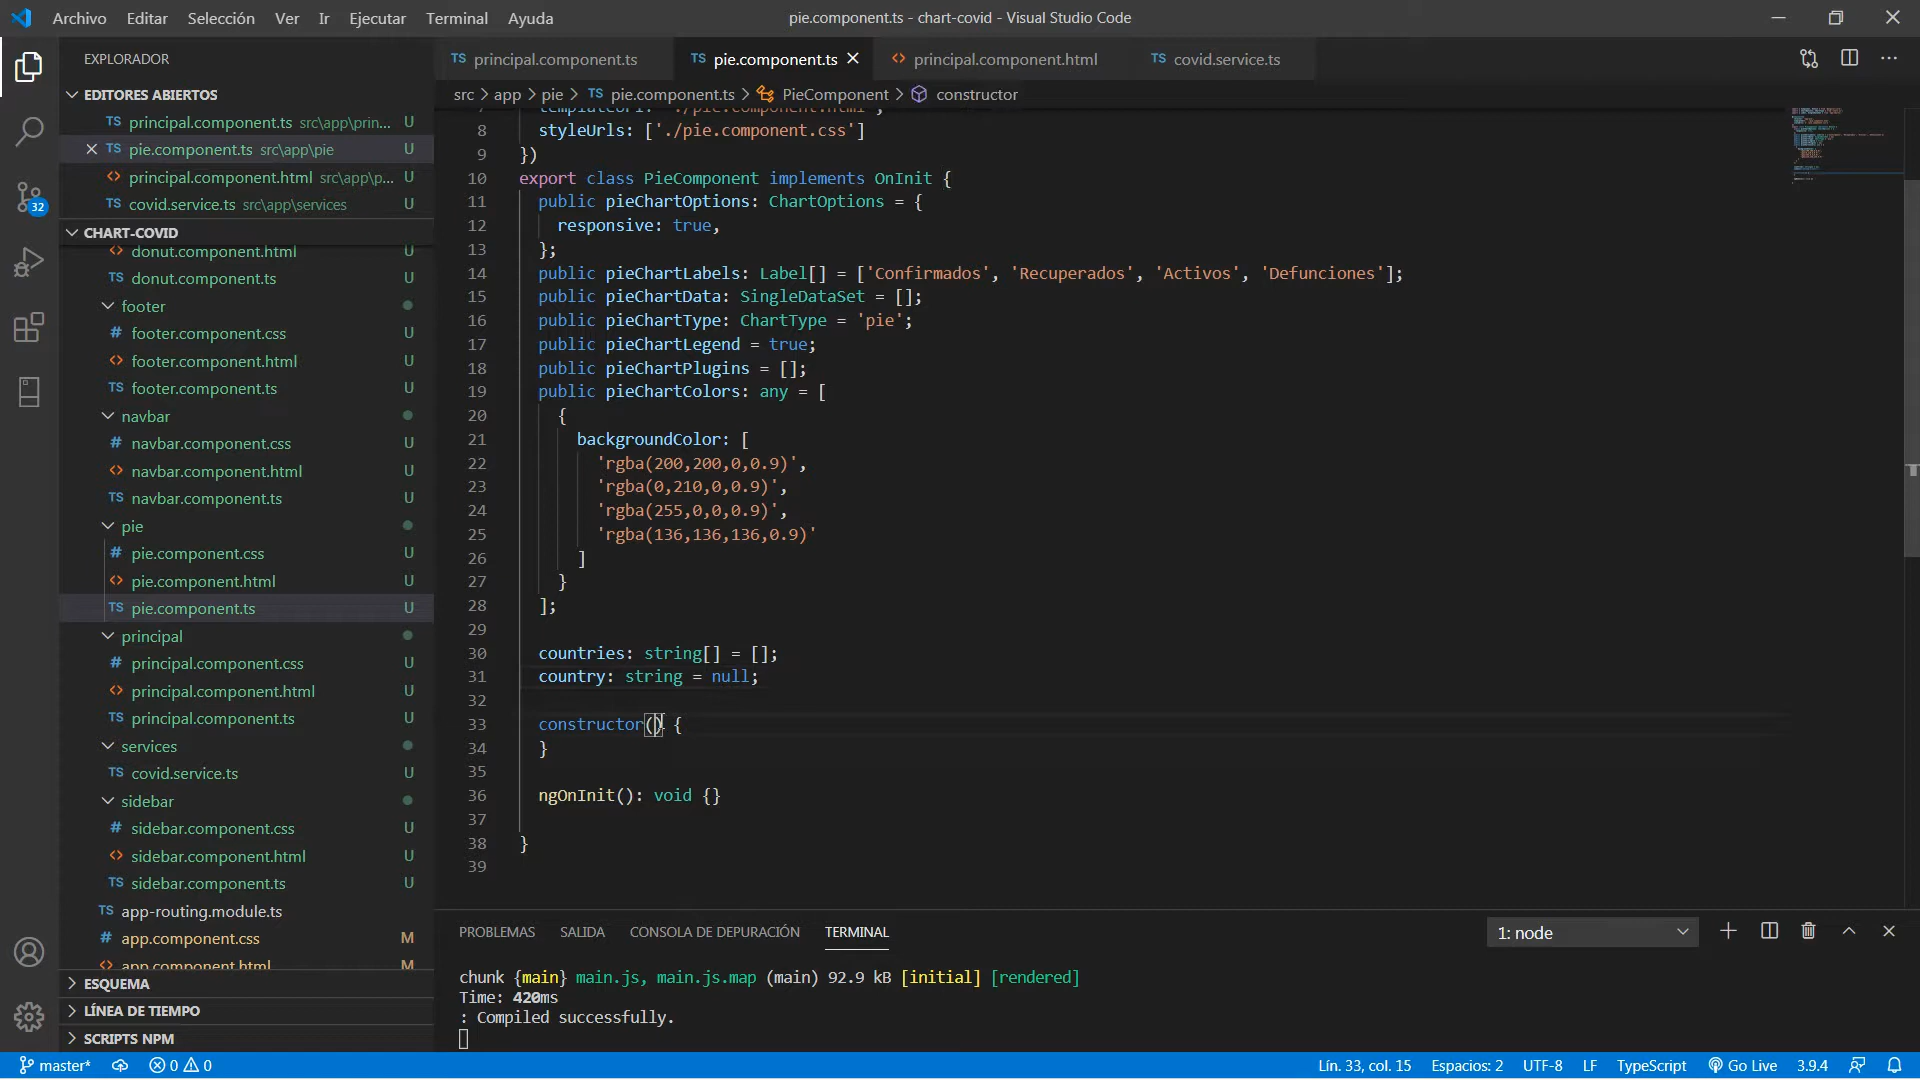 Archivo Editar Selección Ver Ir Ejecutar Terminal Ayuda
pie.component.ts - chart-covid - Visual Studio Code
EXPLORADOR
EDITORES ABIERTOS
TS principal.component.ts src\app\prin... U
TS pie.component.ts src\app\pie U
<> principal.component.html src\app\p... U
TS covid.service.ts src\app\services U
32
CHART-COVID
<> donut.component.html U
TS donut.component.ts U
footer
# footer.component.css U
<> footer.component.html U
TS footer.component.ts U
navbar
# navbar.component.css U
<> navbar.component.html U
TS navbar.component.ts U
pie
# pie.component.css U
<> pie.component.html U
TS pie.component.ts U
principal
# principal.component.css U
<> principal.component.html U
TS principal.component.ts U
services
TS covid.service.ts U
sidebar
# sidebar.component.css U
<> sidebar.component.html U
TS sidebar.component.ts U
TS app-routing.module.ts
# app.component.css M
<> app.component.html M
ESQUEMA
LÍNEA DE TIEMPO
SCRIPTS NPM
TS principal.component.ts TS pie.component.ts <> principal.component.html TS covid.service.ts
src > app > pie > TS pie.component.ts > PieComponent > constructor
7 templateUrl: './pie.component.html',
8 styleUrls: ['./pie.component.css']
9 })
10 export class PieComponent implements OnInit {
11 public pieChartOptions: ChartOptions = {
12 responsive: true,
13 };
14 public pieChartLabels: Label[] = ['Confirmados', 'Recuperados', 'Activos', 'Defunciones'];
15 public pieChartData: SingleDataSet = [];
16 public pieChartType: ChartType = 'pie';
17 public pieChartLegend = true;
18 public pieChartPlugins = [];
19 public pieChartColors: any = [
20 {
21 backgroundColor: [
22 'rgba(200,200,0,0.9)',
23 'rgba(0,210,0,0.9)',
24 'rgba(255,0,0,0.9)',
25 'rgba(136,136,136,0.9)'
26 ]
27 }
28 ];
29
30 countries: string[] = [];
31 country: string = null;
32
33 constructor() {
34 }
35
36 ngOnInit(): void {}
37
38 }
39
PROBLEMAS SALIDA CONSOLA DE DEPURACIÓN TERMINAL 1: node
chunk {main} main.js, main.js.map (main) 92.9 kB [initial] [rendered]
Time: 420ms
: Compiled successfully.
master* 0 0 Lín. 33, col. 15 Espacios: 2 UTF-8 LF TypeScript Go Live 3.9.4